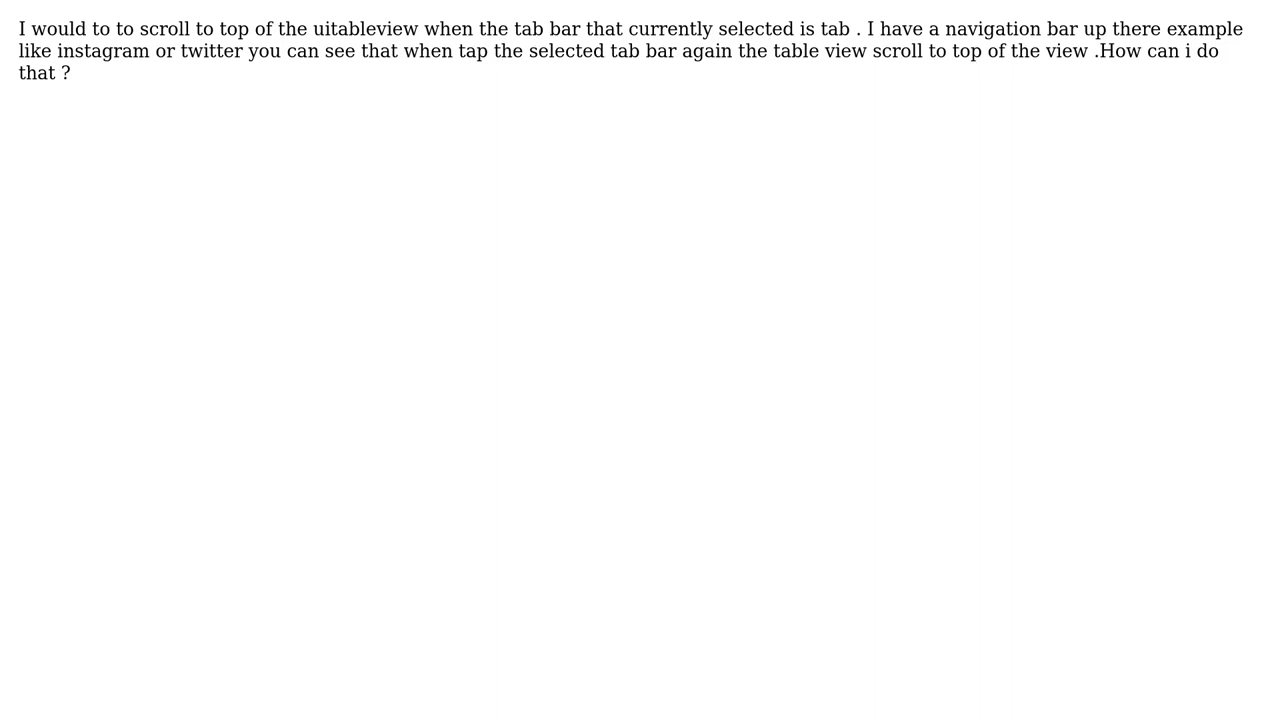 I would to to scroll to top of the uitableview when the tab bar that currently selected is tab . I have a navigation bar up there example
like instagram or twitter you can see that when tap the selected tab bar again the table view scroll to top of the view .How can i do
that ?